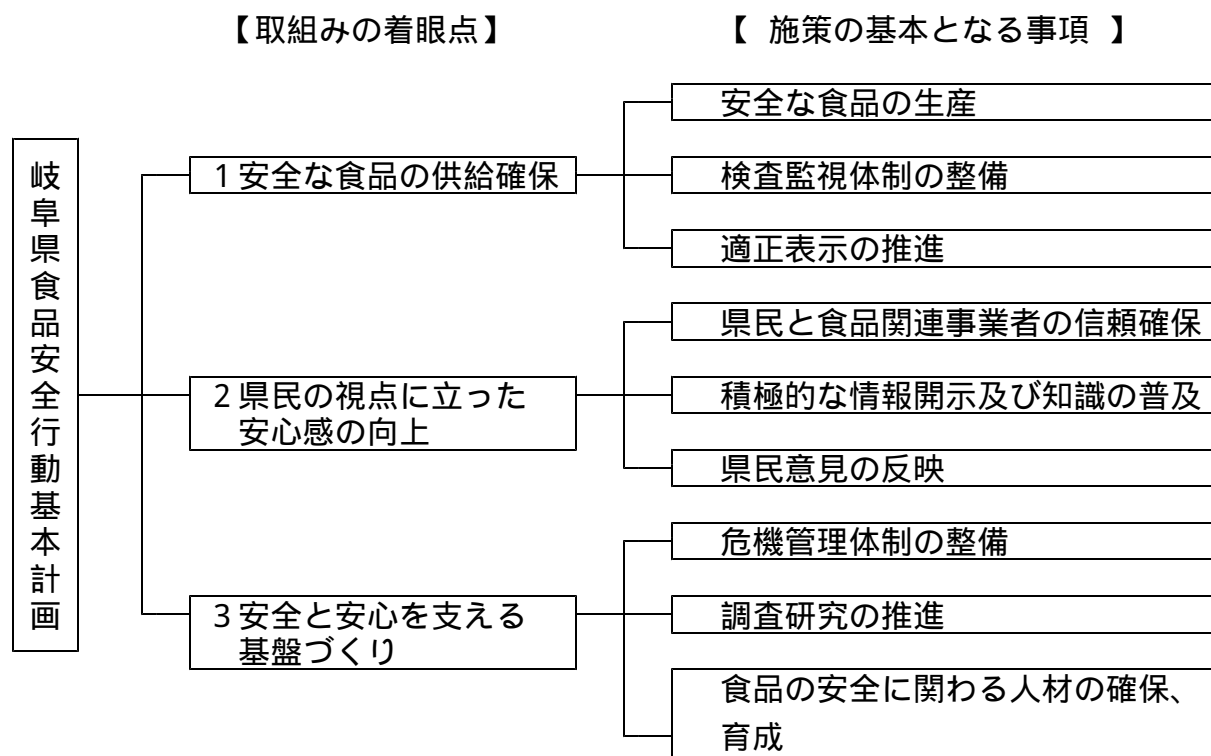 【取組みの着眼点】
【 施策の基本となる事項 】
岐阜県食品安全行動基本計画
1安全な食品の供給確保
安全な食品の生産
検査監視体制の整備
適正表示の推進
2県民の視点に立った
安心感の向上
県民と食品関連事業者の信頼確保
積極的な情報開示及び知識の普及
県民意見の反映
3安全と安心を支える
基盤づくり
危機管理体制の整備
調査研究の推進
食品の安全に関わる人材の確保、
育成